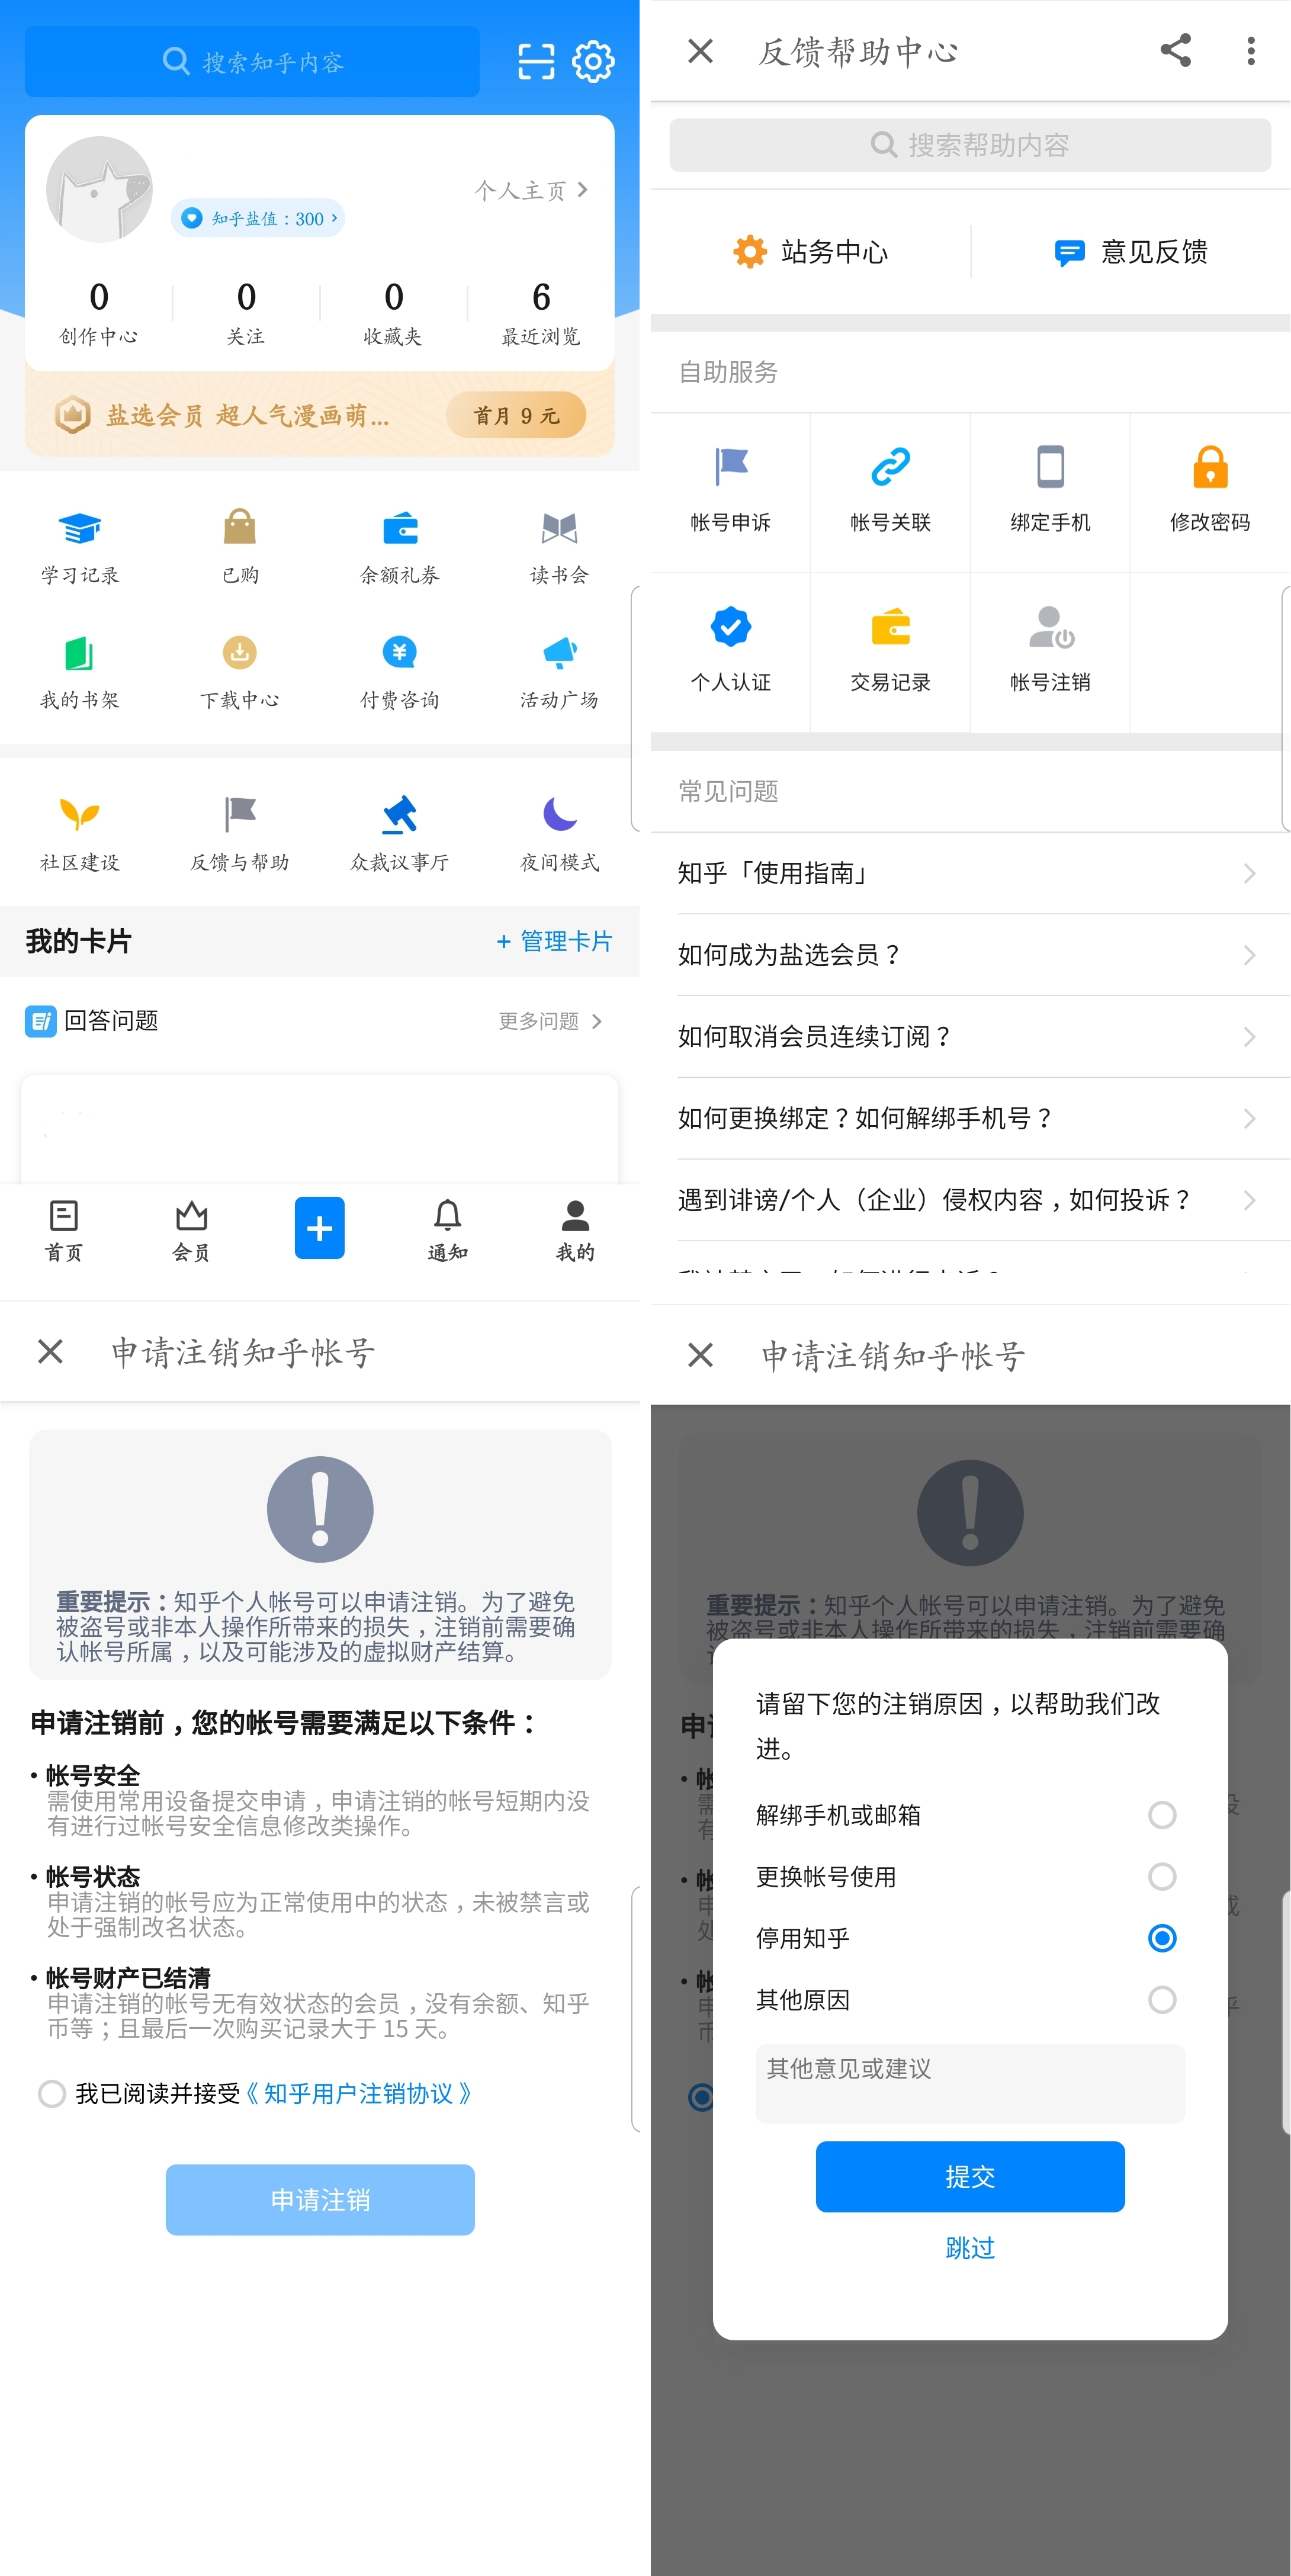 搜索知乎内容
个人主页
知乎盐值：300
0
0
0
6
创作中心
关注
收藏夹
最近浏览
盐选会员 超人气漫画萌...
首月 9 元
学习记录
已购
余额礼券
读书会
我的书架
下载中心
付费咨询
活动广场
社区建设
反馈与帮助
众裁议事厅
夜间模式
我的卡片
+ 管理卡片
回答问题
更多问题
首页
会员
通知
我的
反馈帮助中心
搜索帮助内容
站务中心
意见反馈
自助服务
帐号申诉
帐号关联
绑定手机
修改密码
个人认证
交易记录
帐号注销
常见问题
知乎「使用指南」
如何成为盐选会员？
如何取消会员连续订阅？
如何更换绑定？如何解绑手机号？
遇到诽谤/个人（企业）侵权内容，如何投诉？
申请注销知乎帐号
重要提示：知乎个人帐号可以申请注销。为了避免
被盗号或非本人操作所带来的损失，注销前需要确
认帐号所属，以及可能涉及的虚拟财产结算。
申请注销前，您的帐号需要满足以下条件：
· 帐号安全
需使用常用设备提交申请，申请注销的帐号短期内没
有进行过帐号安全信息修改类操作。
· 帐号状态
申请注销的帐号应为正常使用中的状态，未被禁言或
处于强制改名状态。
· 帐号财产已结清
申请注销的帐号无有效状态的会员，没有余额、知乎
币等；且最后一次购买记录大于 15 天。
我已阅读并接受《 知乎用户注销协议 》
申请注销
申请注销知乎帐号
重要提示：知乎个人帐号可以申请注销。为了避免
被盗号或非本人操作所带来的损失，注销前需要确
请留下您的注销原因，以帮助我们改
进。
解绑手机或邮箱
更换帐号使用
停用知乎
其他原因
其他意见或建议
提交
跳过